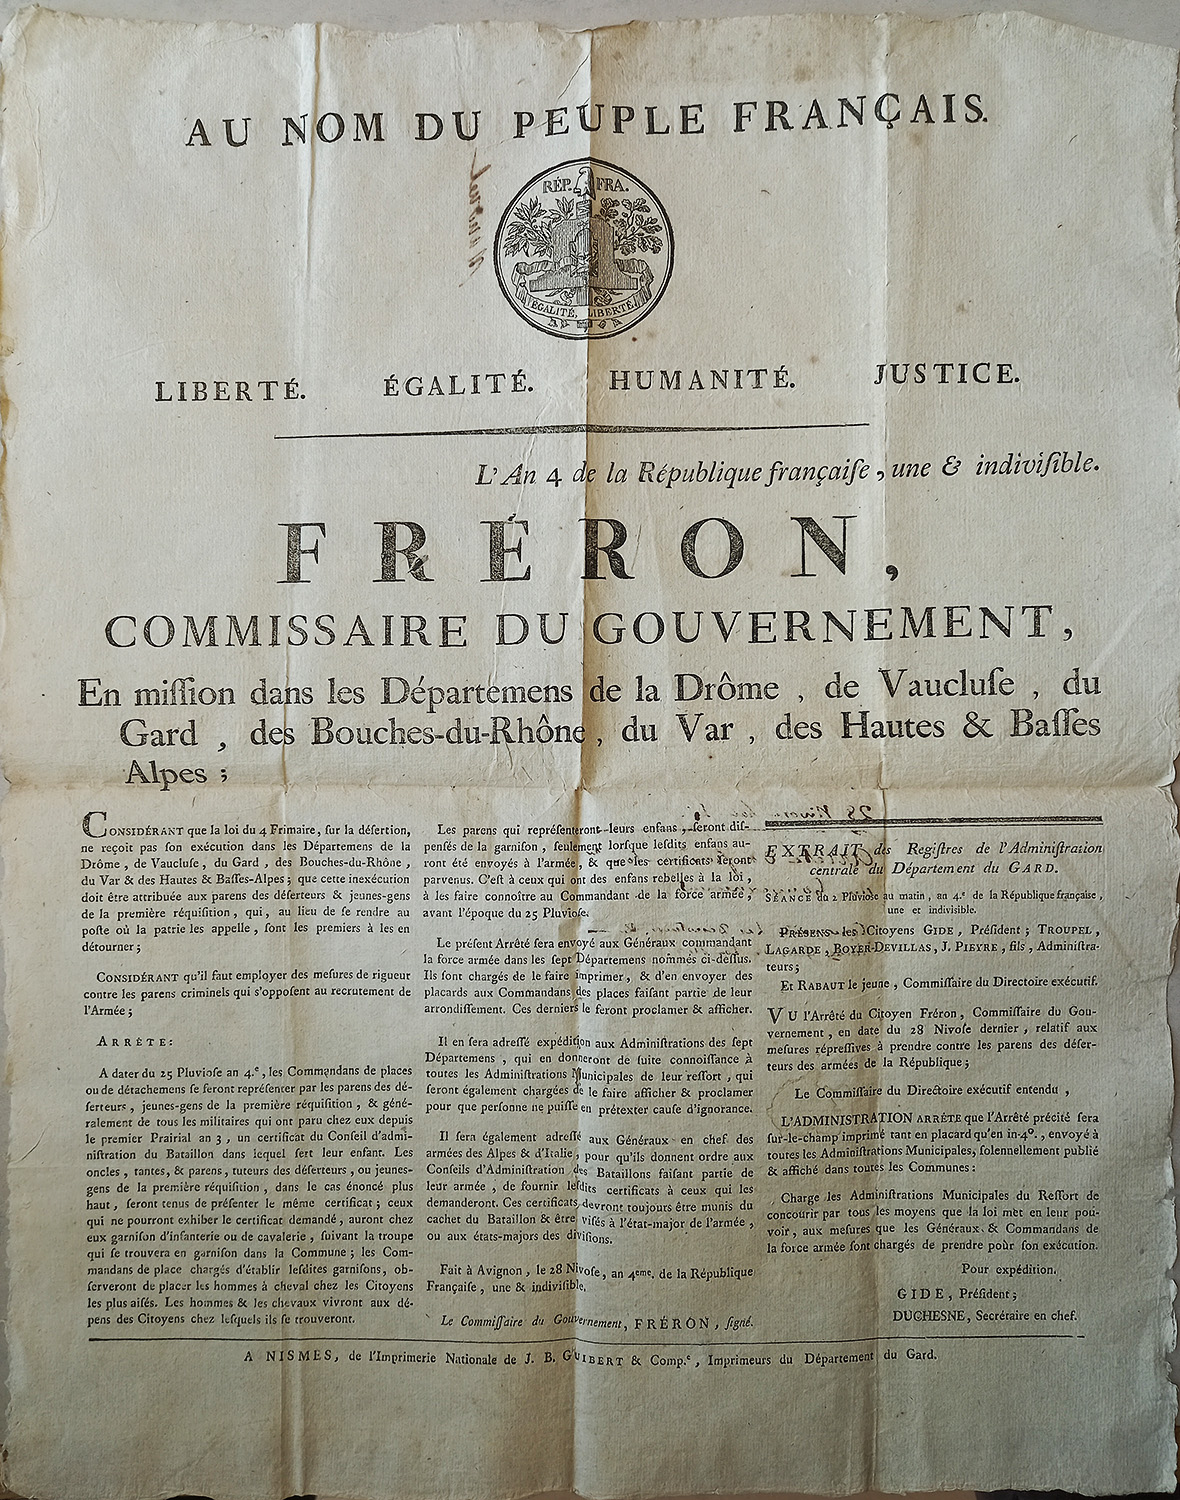 AU NOM DU PEUPLE FRANÇAIS.
RÉP. FRA.
ÉGALITÉ, LIBERTÉ.
LIBERTÉ. ÉGALITÉ. HUMANITÉ. JUSTICE.
L'An 4 de la République françaiſe, une & indiviſible.
FRÉRON,
COMMISSAIRE DU GOUVERNEMENT,
En miſſion dans les Départemens de la Drôme, de Vaucluſe, du
Gard, des Bouches-du-Rhône, du Var, des Hautes & Baſſes
Alpes;
CONSIDÉRANT que la loi du 4 Frimaire, ſur la déſertion,
ne reçoit pas ſon exécution dans les Départemens de la
Drôme, de Vaucluſe, du Gard, des Bouches-du-Rhône,
du Var & des Hautes & Baſſes-Alpes; que cette inexécution
doit être attribuée aux parens des déſerteurs & jeunes-gens
de la première réquiſition, qui, au lieu de ſe rendre au
poſte où la patrie les appelle, ſont les premiers à les en
détourner;
CONSIDÉRANT qu'il faut employer des meſures de rigueur
contre les parens criminels qui s'oppoſent au recrutement de
l'Armée;
ARRÊTE:
A dater du 25 Pluvioſe an 4.e, les Commandans de places
ou de détachemens ſe feront repréſenter par les parens des dé-
ſerteurs, jeunes-gens de la première réquiſition, & géné-
ralement de tous les militaires qui ont paru chez eux depuis
le premier Prairial an 3, un certificat du Conſeil d'admi-
niſtration du Bataillon dans lequel ſert leur enfant. Les
oncles, tantes, & parens, tuteurs des déſerteurs, ou jeunes-
gens de la première réquiſition, dans le cas énoncé plus
haut, ſeront tenus de préſenter le même certificat; ceux
qui ne pourront exhiber le certificat demandé, auront chez
eux garniſon d'infanterie ou de cavalerie, ſuivant la troupe
qui ſe trouvera en garniſon dans la Commune; les Com-
mandans de place chargés d'établir leſdites garniſons, ob-
ſerveront de placer les hommes à cheval chez les Citoyens
les plus aiſés. Les hommes & les chevaux vivront aux dé-
pens des Citoyens chez leſquels ils ſe trouveront.
Les parens qui repréſenteront leurs enfans, ſeront diſ-
penſés de la garniſon, ſeulement lorſque leſdits enfans au-
ront été envoyés à l'armée, & que les certificats ſeront
parvenus. C'eſt à ceux qui ont des enfans rebelles à la loi,
à les faire connoître au Commandant de la force armée,
avant l'époque du 25 Pluvioſe.
Le préſent Arrêté ſera envoyé aux Généraux commandant
la force armée dans les ſept Départemens nommés ci-deſſus.
Ils ſont chargés de le faire imprimer, & d'en envoyer des
placards aux Commandans des places faiſant partie de leur
arrondiſſement. Ces derniers le feront proclamer & afficher.
Il en ſera adreſſé expédition aux Adminiſtrations des ſept
Départemens, qui en donneront de ſuite connoiſſance à
toutes les Adminiſtrations Municipales de leur reſſort, qui
ſeront également chargées de le faire afficher & proclamer
pour que perſonne ne puiſſe en prétexter cauſe d'ignorance.
Il ſera également adreſſé aux Généraux en chef des
armées des Alpes & d'Italie, pour qu'ils donnent ordre aux
Conſeils d'Adminiſtration des Bataillons faiſant partie de
leur armée, de fournir leſdits certificats à ceux qui les
demanderont. Ces certificats devront toujours être munis du
cachet du Bataillon & être viſés à l'état-major de l'armée,
ou aux états-majors des diviſions.
Fait à Avignon, le 28 Nivoſe, an 4eme. de la République
Françaiſe, une & indiviſible.
Le Commiſſaire du Gouvernement, FRÉRON, ſigné.
EXTRAIT des Regiſtres de l'Adminiſtration
centrale du Département du GARD.
SÉANCE du 2 Pluvioſe au matin, an 4.e de la République françaiſe,
une et indiviſible.
PRÉSENS les Citoyens GIDE, Préſident; TROUPEL,
LAGARDE, BOYER-DEVILLAS, J. PIEYRE, fils, Adminiſtra-
teurs;
Et RABAUT le jeune, Commiſſaire du Directoire exécutif.
VU l'Arrêté du Citoyen Fréron, Commiſſaire du Gou-
vernement, en date du 28 Nivoſe dernier, relatif aux
meſures répreſſives à prendre contre les parens des déſer-
teurs des armées de la République;
Le Commiſſaire du Directoire exécutif entendu,
L'ADMINISTRATION ARRÊTE que l'Arrêté précité ſera
ſur-le-champ imprimé tant en placard qu'en in-4°., envoyé à
toutes les Adminiſtrations Municipales, ſolennellement publié
& affiché dans toutes les Communes:
Charge les Adminiſtrations Municipales du Reſſort de
concourir par tous les moyens que la loi met en leur pou-
voir, aux meſures que les Généraux & Commandans de
la force armée ſont chargés de prendre pour ſon exécution.
Pour expédition.
GIDE, Préſident;
DUCHESNE, Secrétaire en chef.
A NISMES, de l'Imprimerie Nationale de J. B. GUIBERT & Comp.e, Imprimeurs du Département du Gard.